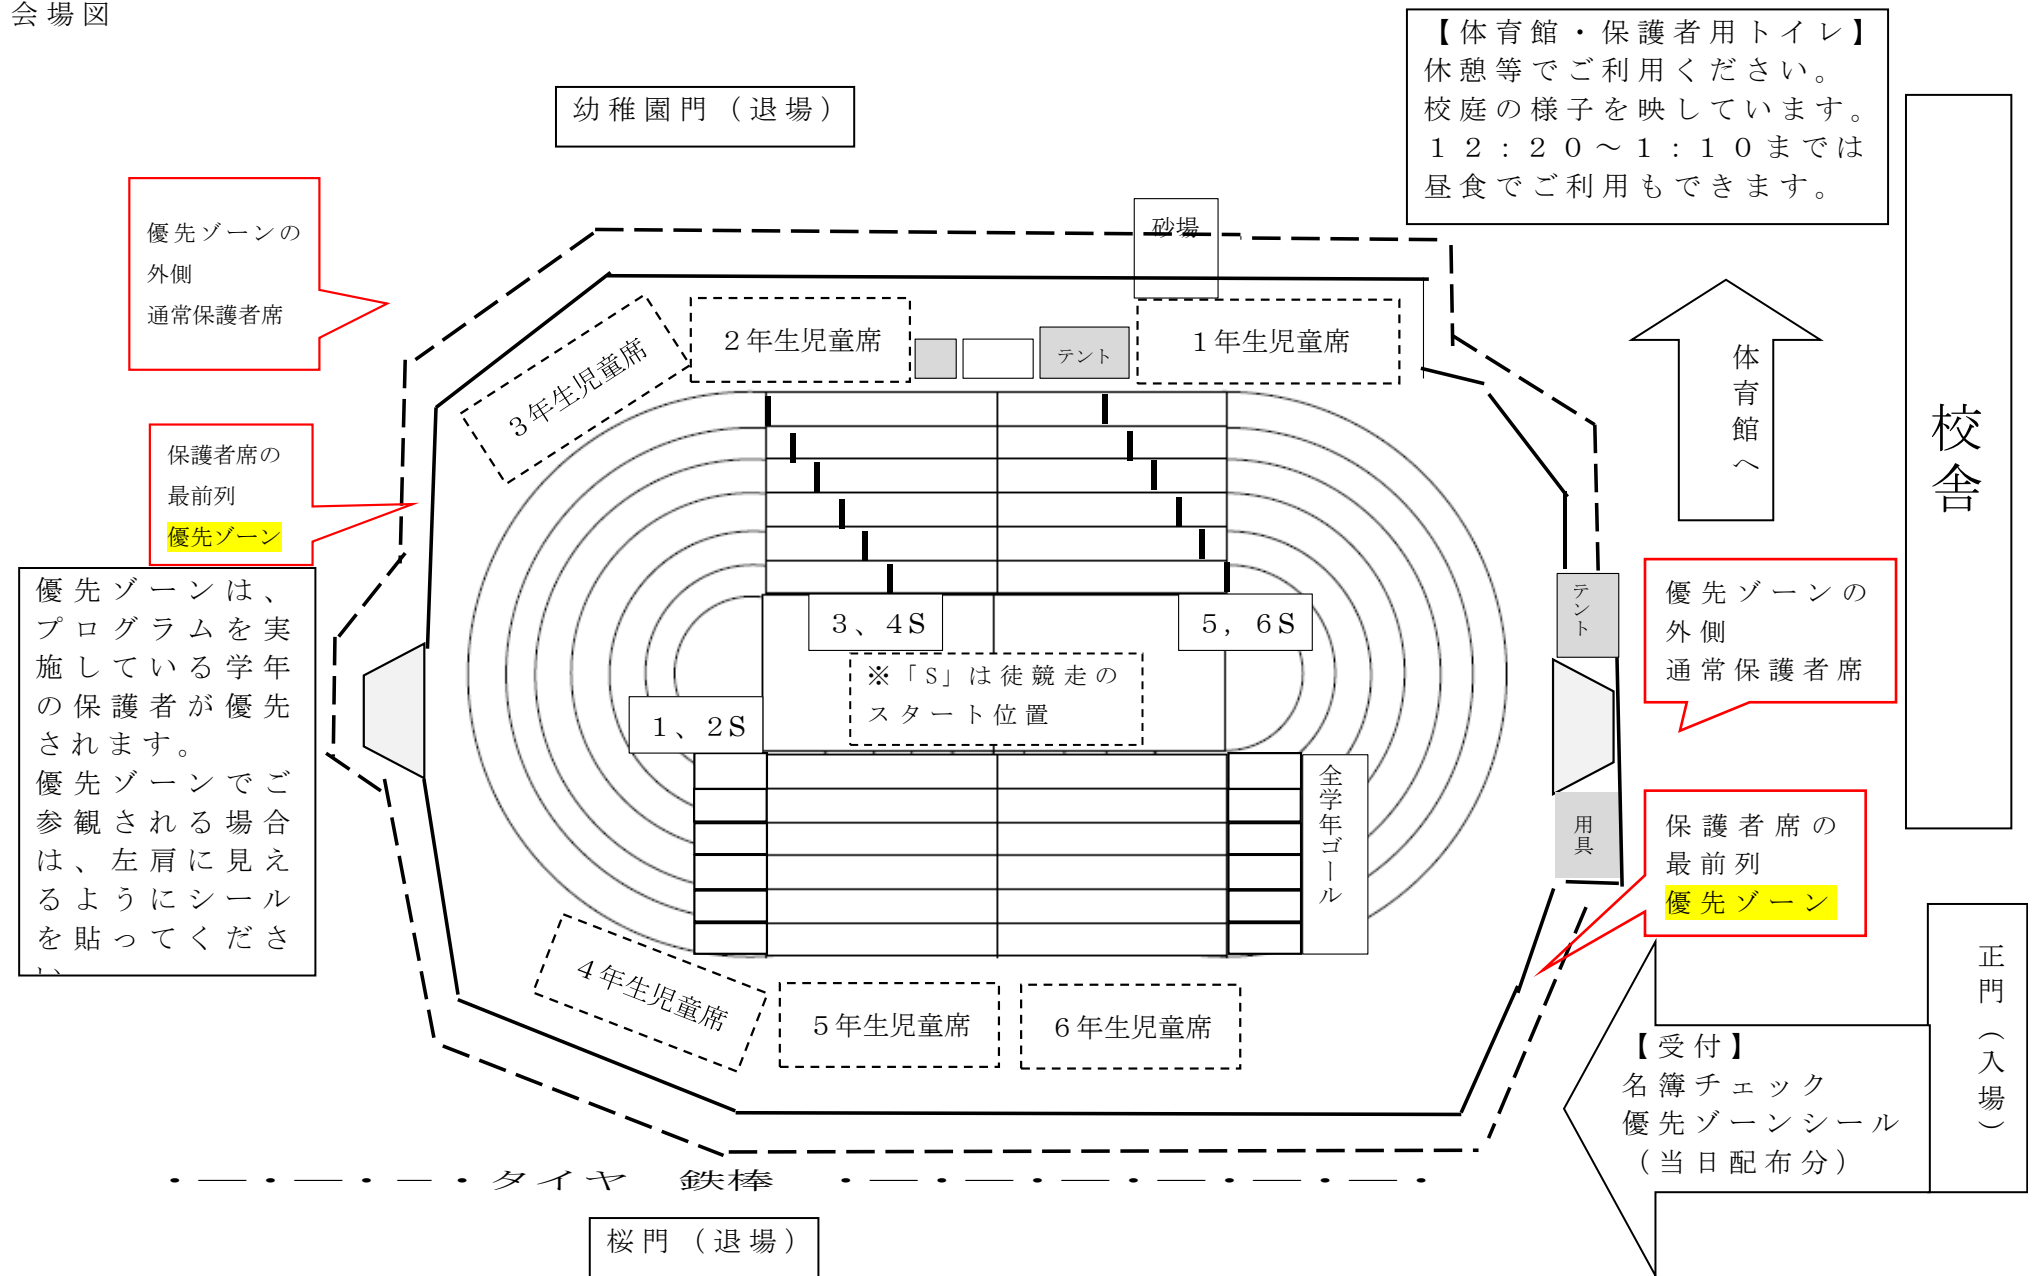 会場図
【体育館・保護者用トイレ】
休憩等でご利用ください。
校庭の様子を映しています。
１２：２０～１：１０までは
昼食でご利用もできます。
幼稚園門（退場）
優先ゾーンの
外側
通常保護者席
砂場
３年生児童席
２年生児童席
テント
１年生児童席
体育館へ
校舎
保護者席の
最前列
優先ゾーン
優先ゾーンは、
プログラムを実
施している学年
の保護者が優先
されます。
優先ゾーンでご
参観される場合
は、左肩に見え
るようにシール
を貼ってくださ
い
３、４S
５，６S
※「S」は徒競走の
スタート位置
１、２S
全学年ゴール
テント
用具
優先ゾーンの
外側
通常保護者席
保護者席の
最前列
優先ゾーン
４年生児童席
５年生児童席
６年生児童席
正門（入場）
【受付】
名簿チェック
優先ゾーンシール
（当日配布分）
・―・―・―・タイヤ　鉄棒　・―・―・―・―・―・―・
桜門（退場）